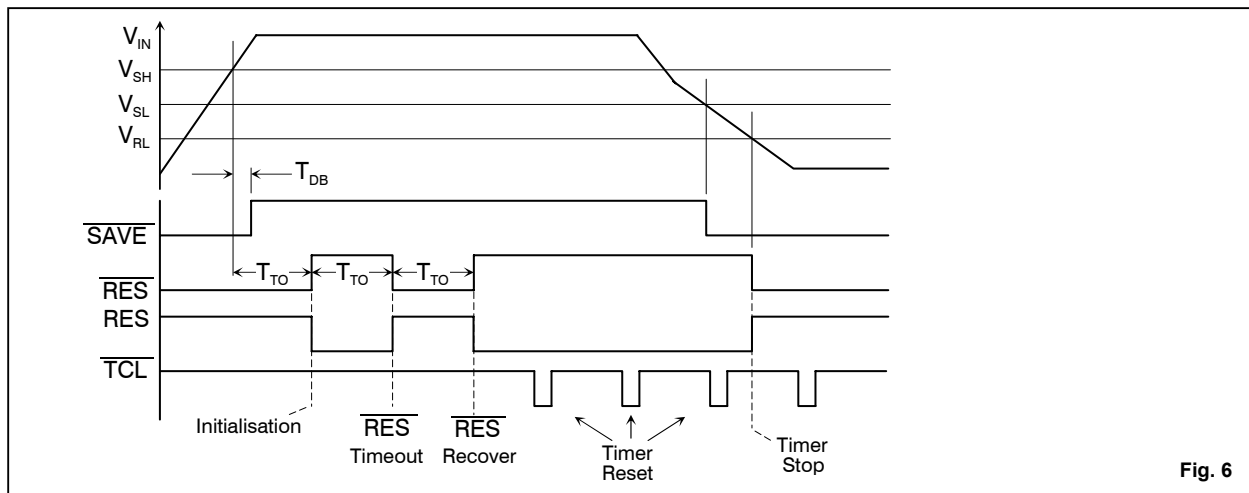 VIN
VSH
VSL
VRL
TDB
SAVE
TTO TTO TTO
RES
RES
TCL
Initialisation
RES
Timeout
RES
Recover
Timer
Reset
Timer
Stop
Fig. 6